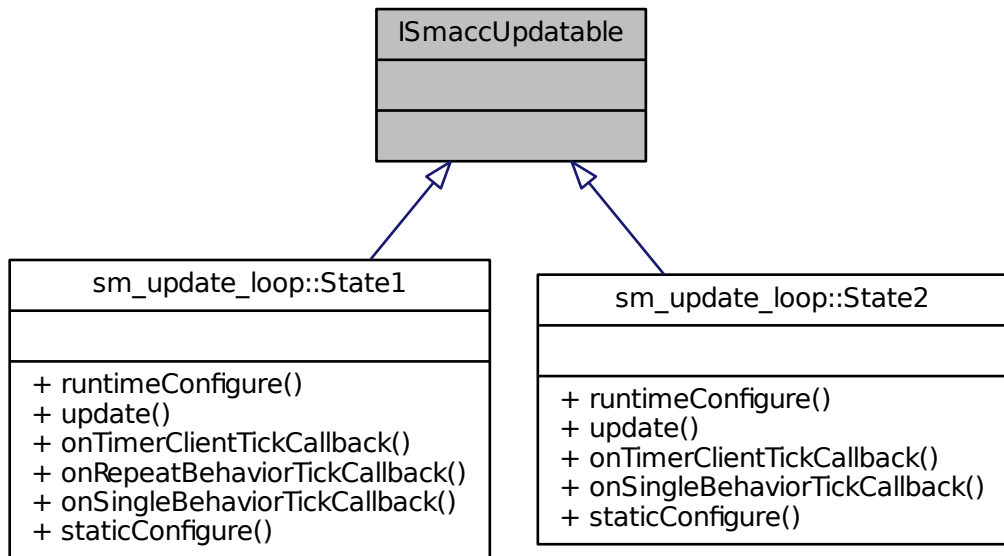 ISmaccUpdatable
sm_update_loop::State1
+ runtimeConfigure()
+ update()
+ onTimerClientTickCallback()
+ onRepeatBehaviorTickCallback()
+ onSingleBehaviorTickCallback()
+ staticConfigure()
sm_update_loop::State2
+ runtimeConfigure()
+ update()
+ onTimerClientTickCallback()
+ onSingleBehaviorTickCallback()
+ staticConfigure()